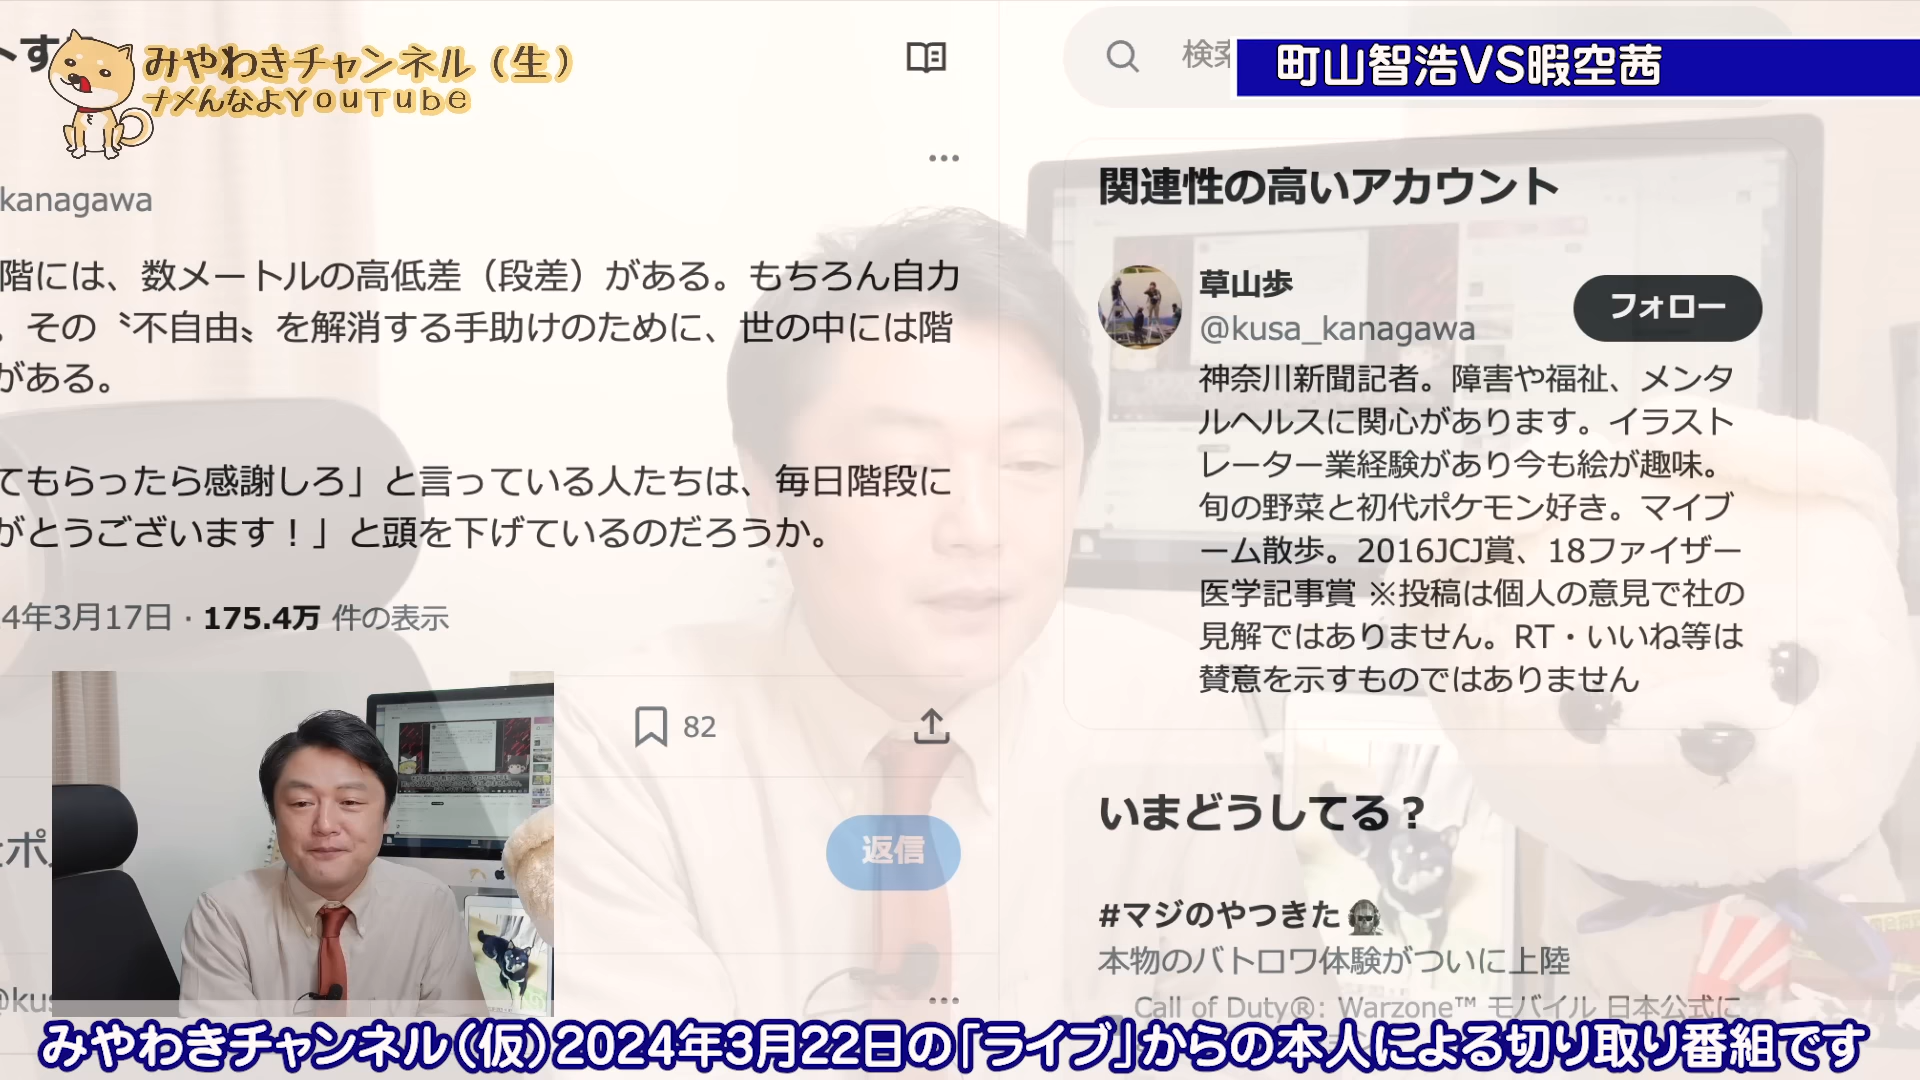 みやわきチャンネル（生）
ナメんなよYouTube
検索
町山智浩VS暇空茜
kanagawa
階には、数メートルの高低差（段差）がある。もちろん自力
。その〝不自由〟を解消する手助けのために、世の中には階
がある。
てもらったら感謝しろ」と言っている人たちは、毎日階段に
がとうございます！」と頭を下げているのだろうか。
4年3月17日・175.4万 件の表示
82
返信
関連性の高いアカウント
草山歩
@kusa_kanagawa
フォロー
神奈川新聞記者。障害や福祉、メンタ
ルヘルスに関心があります。イラスト
レーター業経験があり今も絵が趣味。
旬の野菜と初代ポケモン好き。マイブ
ーム散歩。2016JCJ賞、18ファイザー
医学記事賞 ※投稿は個人の意見で社の
見解ではありません。RT・いいね等は
賛意を示すものではありません
いまどうしてる？
#マジのやつきた
本物のバトロワ体験がついに上陸
Call of Duty®: Warzone™ モバイル 日本公式に
@kus
みやわきチャンネル（仮）2024年3月22日の「ライブ」からの本人による切り取り番組です